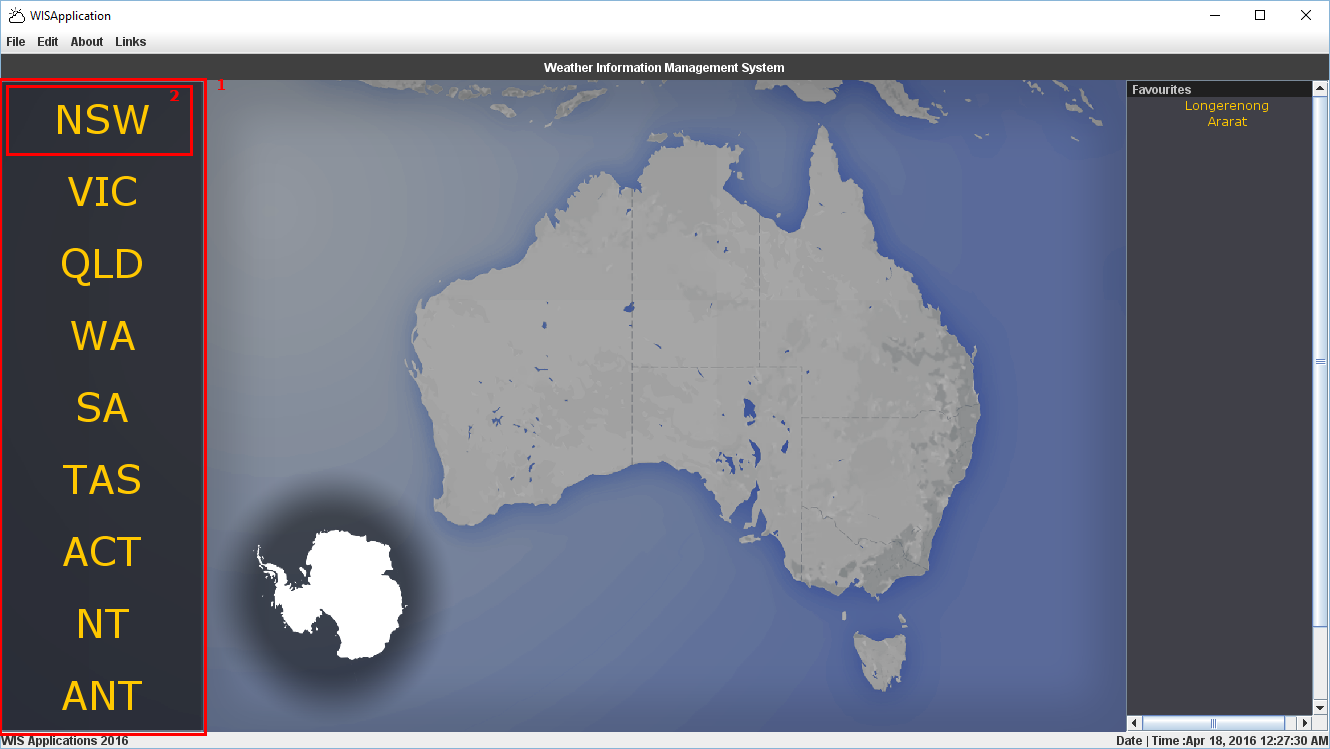 WISApplication
File Edit About Links
Weather Information Management System
1
2
NSW
VIC
QLD
WA
SA
TAS
ACT
NT
ANT
Favourites
Longerenong
Ararat
WIS Applications 2016
Date | Time :Apr 18, 2016 12:27:30 AM